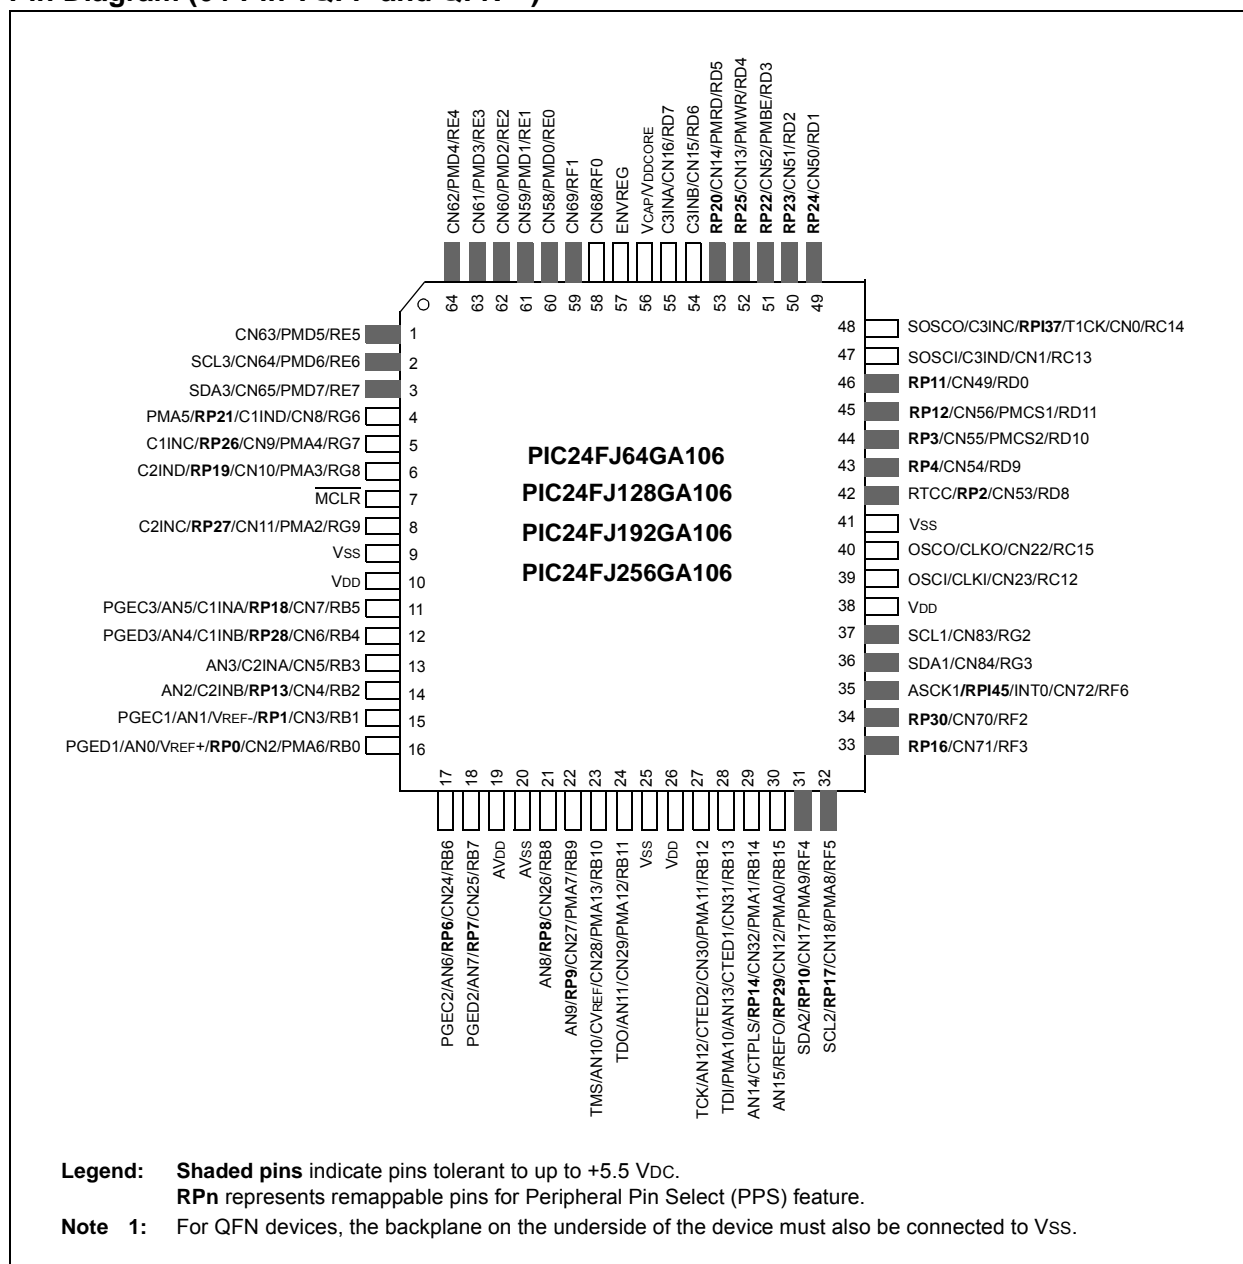 CN62/PMD4/RE4
CN61/PMD3/RE3
CN60/PMD2/RE2
CN59/PMD1/RE1
CN58/PMD0/RE0
CN69/RF1
CN68/RF0
ENVREG
VCAP/VDDCORE
C3INA/CN16/RD7
C3INB/CN15/RD6
RP20/CN14/PMRD/RD5
RP25/CN13/PMWR/RD4
RP22/CN52/PMBE/RD3
RP23/CN51/RD2
RP24/CN50/RD1
64 63 62 61 60 59 58 57 56 55 54 53 52 51 50 49
CN63/PMD5/RE5 1
SCL3/CN64/PMD6/RE6 2
SDA3/CN65/PMD7/RE7 3
PMA5/RP21/C1IND/CN8/RG6 4
C1INC/RP26/CN9/PMA4/RG7 5
C2IND/RP19/CN10/PMA3/RG8 6
MCLR 7
C2INC/RP27/CN11/PMA2/RG9 8
VSS 9
VDD 10
PGEC3/AN5/C1INA/RP18/CN7/RB5 11
PGED3/AN4/C1INB/RP28/CN6/RB4 12
AN3/C2INA/CN5/RB3 13
AN2/C2INB/RP13/CN4/RB2 14
PGEC1/AN1/VREF-/RP1/CN3/RB1 15
PGED1/AN0/VREF+/RP0/CN2/PMA6/RB0 16
PIC24FJ64GA106
PIC24FJ128GA106
PIC24FJ192GA106
PIC24FJ256GA106
48 SOSCO/C3INC/RPI37/T1CK/CN0/RC14
47 SOSCI/C3IND/CN1/RC13
46 RP11/CN49/RD0
45 RP12/CN56/PMCS1/RD11
44 RP3/CN55/PMCS2/RD10
43 RP4/CN54/RD9
42 RTCC/RP2/CN53/RD8
41 VSS
40 OSCO/CLKO/CN22/RC15
39 OSCI/CLKI/CN23/RC12
38 VDD
37 SCL1/CN83/RG2
36 SDA1/CN84/RG3
35 ASCK1/RPI45/INT0/CN72/RF6
34 RP30/CN70/RF2
33 RP16/CN71/RF3
17 18 19 20 21 22 23 24 25 26 27 28 29 30 31 32
PGEC2/AN6/RP6/CN24/RB6
PGED2/AN7/RP7/CN25/RB7
AVDD
AVSS
AN8/RP8/CN26/RB8
AN9/RP9/CN27/PMA7/RB9
TMS/AN10/CVREF/CN28/PMA13/RB10
TDO/AN11/CN29/PMA12/RB11
VSS
VDD
TCK/AN12/CTED2/CN30/PMA11/RB12
TDI/PMA10/AN13/CTED1/CN31/RB13
AN14/CTPLS/RP14/CN32/PMA1/RB14
AN15/REFO/RP29/CN12/PMA0/RB15
SDA2/RP10/CN17/PMA9/RF4
SCL2/RP17/CN18/PMA8/RF5
Legend: Shaded pins indicate pins tolerant to up to +5.5 VDC.
RPn represents remappable pins for Peripheral Pin Select (PPS) feature.
Note 1: For QFN devices, the backplane on the underside of the device must also be connected to VSS.